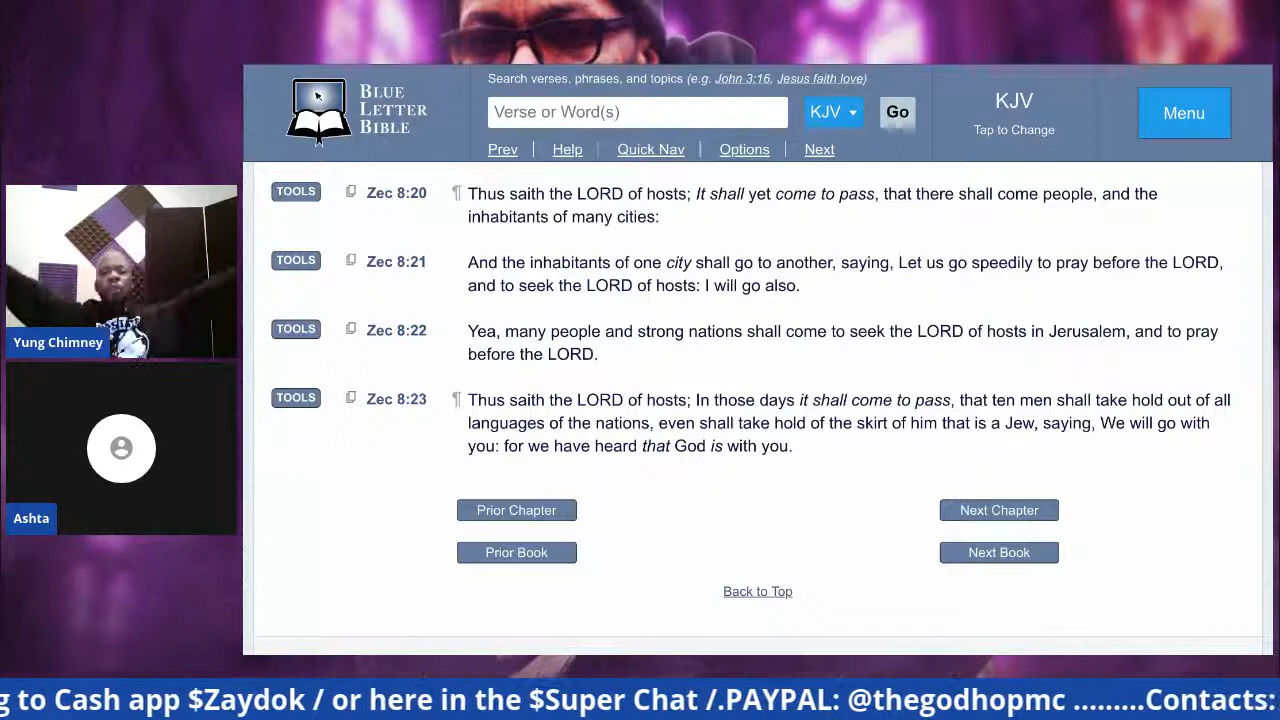 Search verses, phrases, and topics (e.g. John 3:16, Jesus faith love)
BLUE
LETTER
BIBLE
Verse or Word(s)
KJV
Go
KJV
Tap to Change
Menu
Prev
Help
Quick Nav
Options
Next
TOOLS Zec 8:20 ¶ Thus saith the LORD of hosts; It shall yet come to pass, that there shall come people, and the
inhabitants of many cities:
TOOLS Zec 8:21 And the inhabitants of one city shall go to another, saying, Let us go speedily to pray before the LORD,
and to seek the LORD of hosts: I will go also.
TOOLS Zec 8:22 Yea, many people and strong nations shall come to seek the LORD of hosts in Jerusalem, and to pray
before the LORD.
TOOLS Zec 8:23 ¶ Thus saith the LORD of hosts; In those days it shall come to pass, that ten men shall take hold out of all
languages of the nations, even shall take hold of the skirt of him that is a Jew, saying, We will go with
you: for we have heard that God is with you.
Prior Chapter
Next Chapter
Prior Book
Next Book
Back to Top
Yung Chimney
Ashta
g to Cash app $Zaydok / or here in the $Super Chat /.PAYPAL: @thegodhopmc .........Contacts: